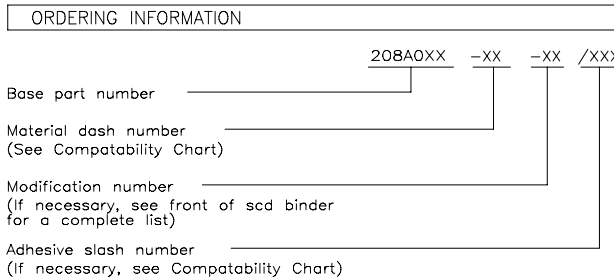 ORDERING INFORMATION
208A0XX -XX -XX /XXX
Base part number
Material dash number
(See Compatability Chart)
Modification number
(If necessary, see front of scd binder
for a complete list)
Adhesive slash number
(If necessary, see Compatability Chart)